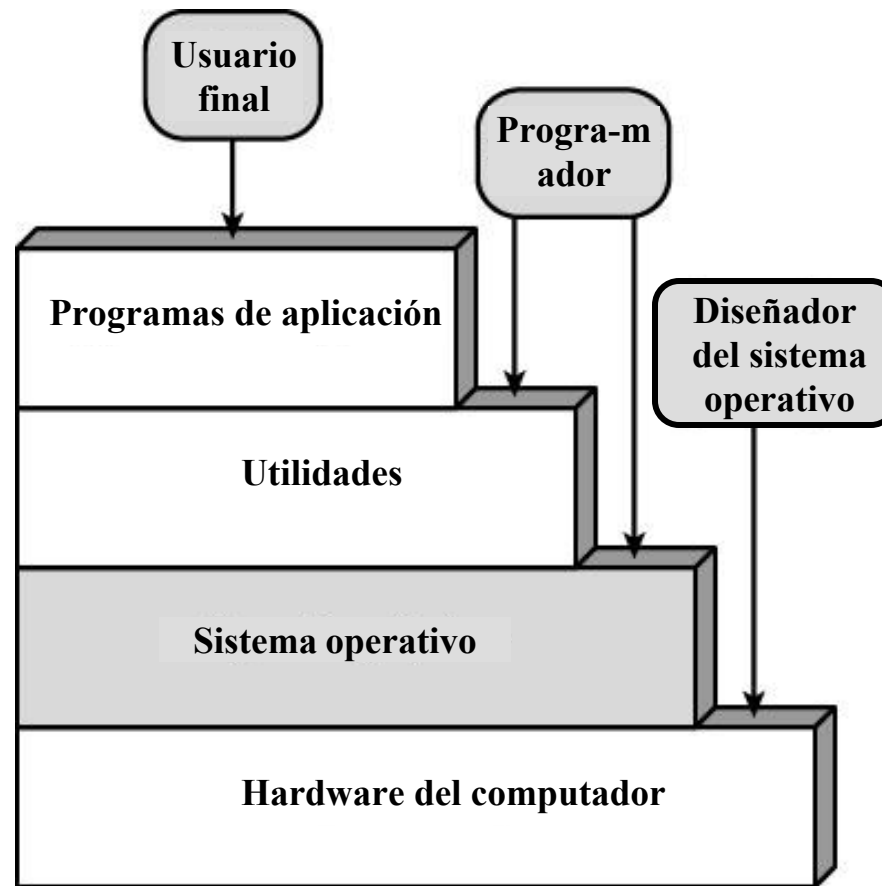 Usuario
final
Progra-m
ador
Programas de aplicación
Diseñador
del sistema
operativo
Utilidades
Sistema operativo
Hardware del computador